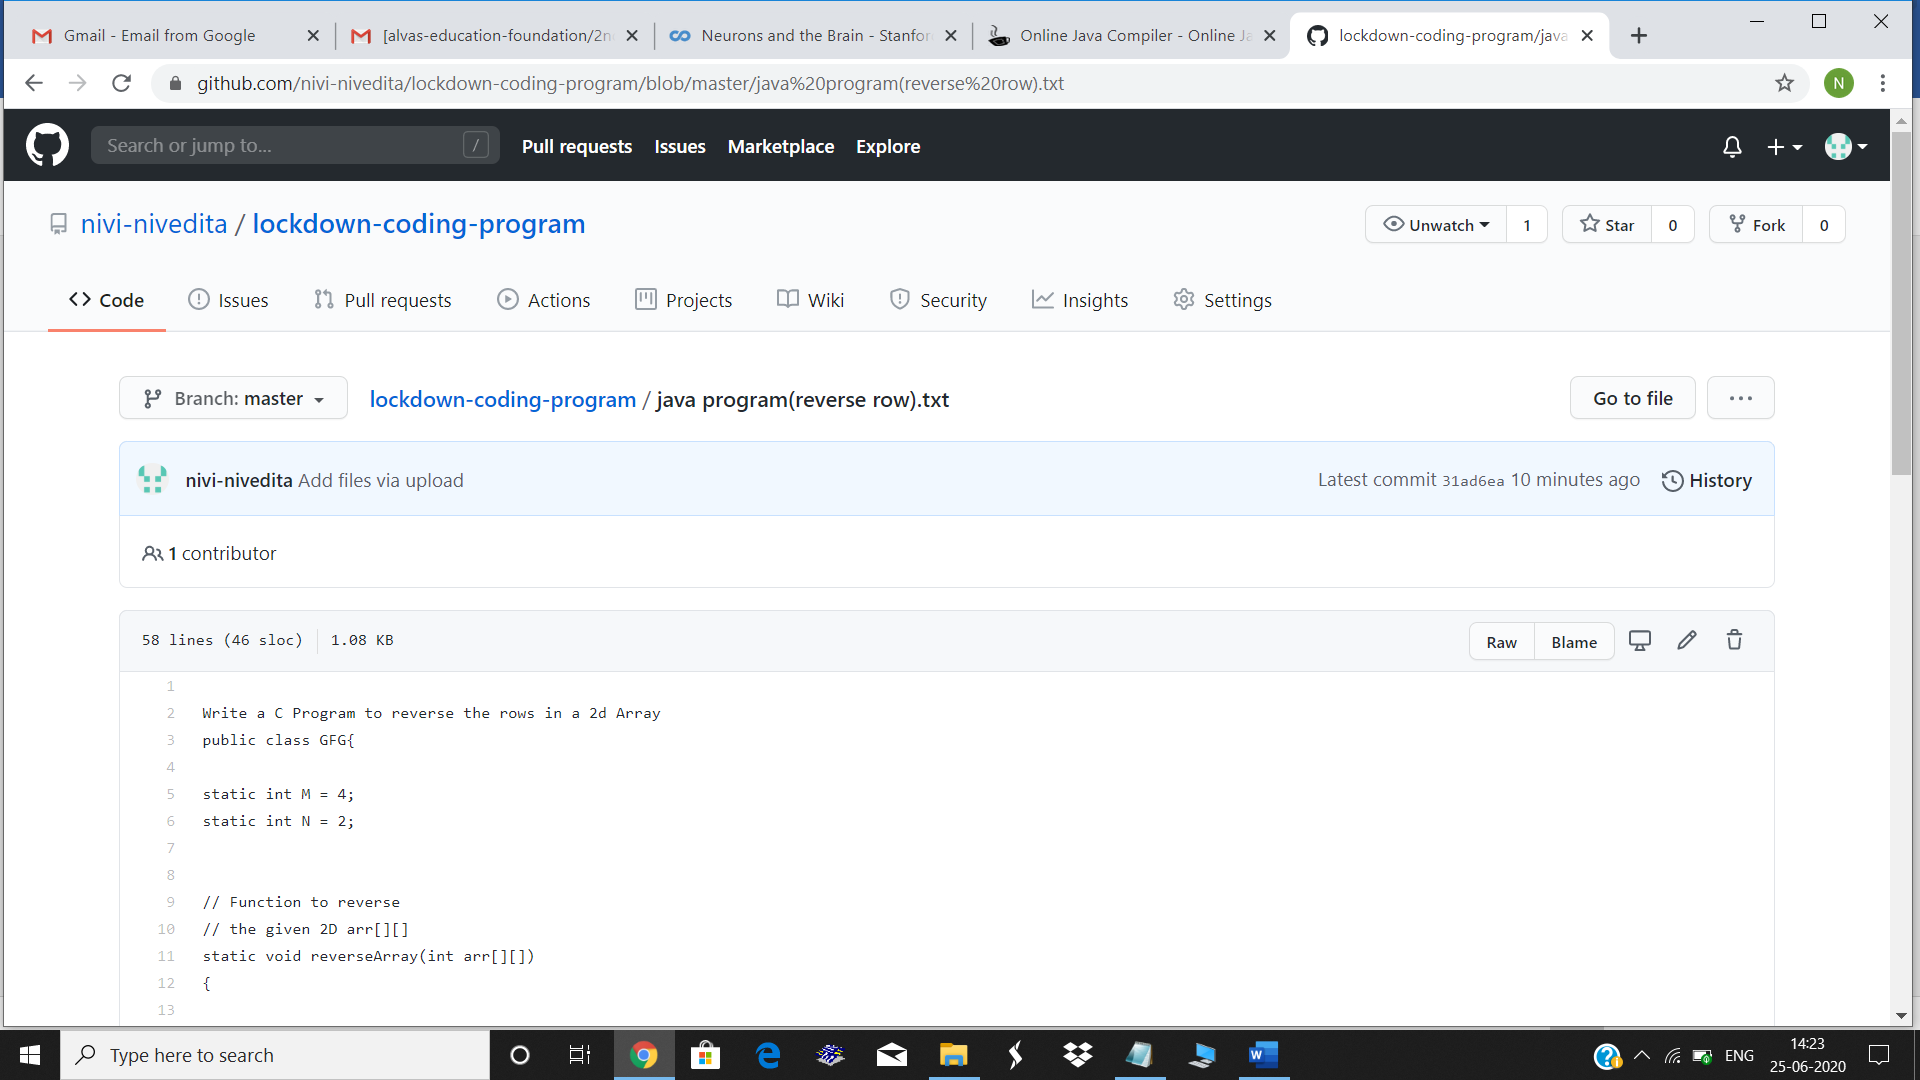 Gmail - Email from Google
[alvas-education-foundation/2n
Neurons and the Brain - Stanfor
Online Java Compiler - Online Ja
lockdown-coding-program/java
github.com/nivi-nivedita/lockdown-coding-program/blob/master/java%20program(reverse%20row).txt
N
Search or jump to...
/
Pull requests
Issues
Marketplace
Explore
nivi-nivedita / lockdown-coding-program
Unwatch
1
Star
0
Fork
0
Code
Issues
Pull requests
Actions
Projects
Wiki
Security
Insights
Settings
Branch: master
lockdown-coding-program / java program(reverse row).txt
Go to file
nivi-nivedita Add files via upload
Latest commit 31ad6ea 10 minutes ago
History
1 contributor
58 lines (46 sloc)
1.08 KB
Raw
Blame
1
2 Write a C Program to reverse the rows in a 2d Array
3 public class GFG{
4
5 static int M = 4;
6 static int N = 2;
7
8
9 // Function to reverse
10 // the given 2D arr[][]
11 static void reverseArray(int arr[][])
12 {
13
Type here to search
ENG
14:23
25-06-2020